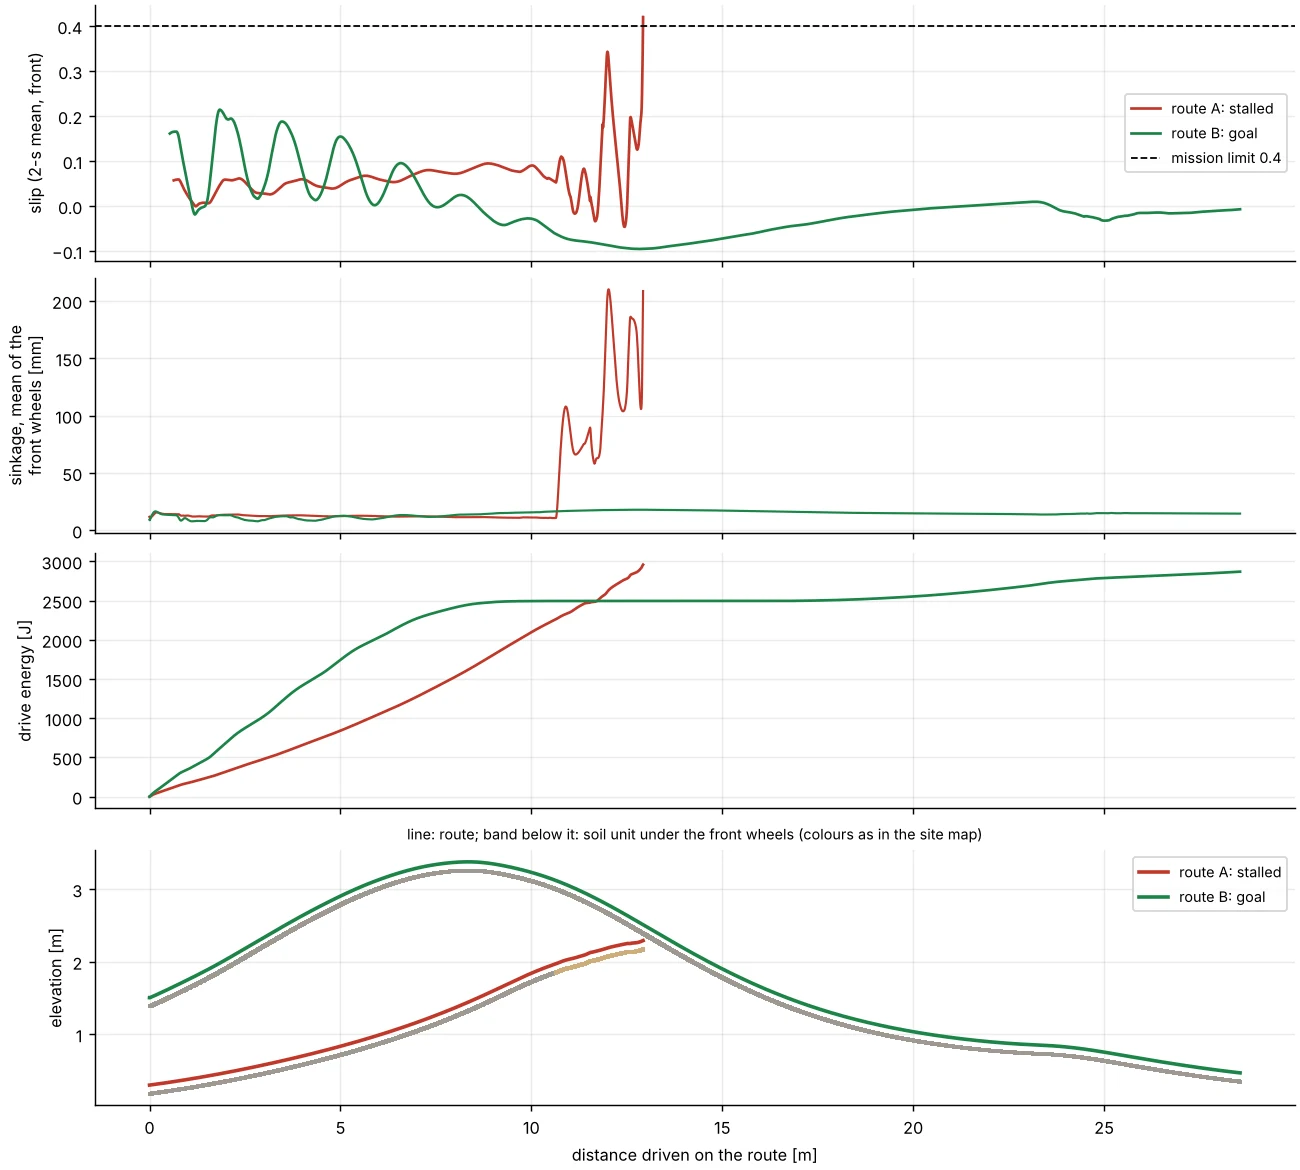 slip (2-s mean, front)
0.4
0.3
0.2
0.1
0.0
−0.1
route A: stalled
route B: goal
mission limit 0.4
sinkage, mean of the
front wheels [mm]
200
150
100
50
0
drive energy [J]
3000
2500
2000
1500
1000
500
0
line: route; band below it: soil unit under the front wheels (colours as in the site map)
elevation [m]
3
2
1
route A: stalled
route B: goal
0 5 10 15 20 25
distance driven on the route [m]